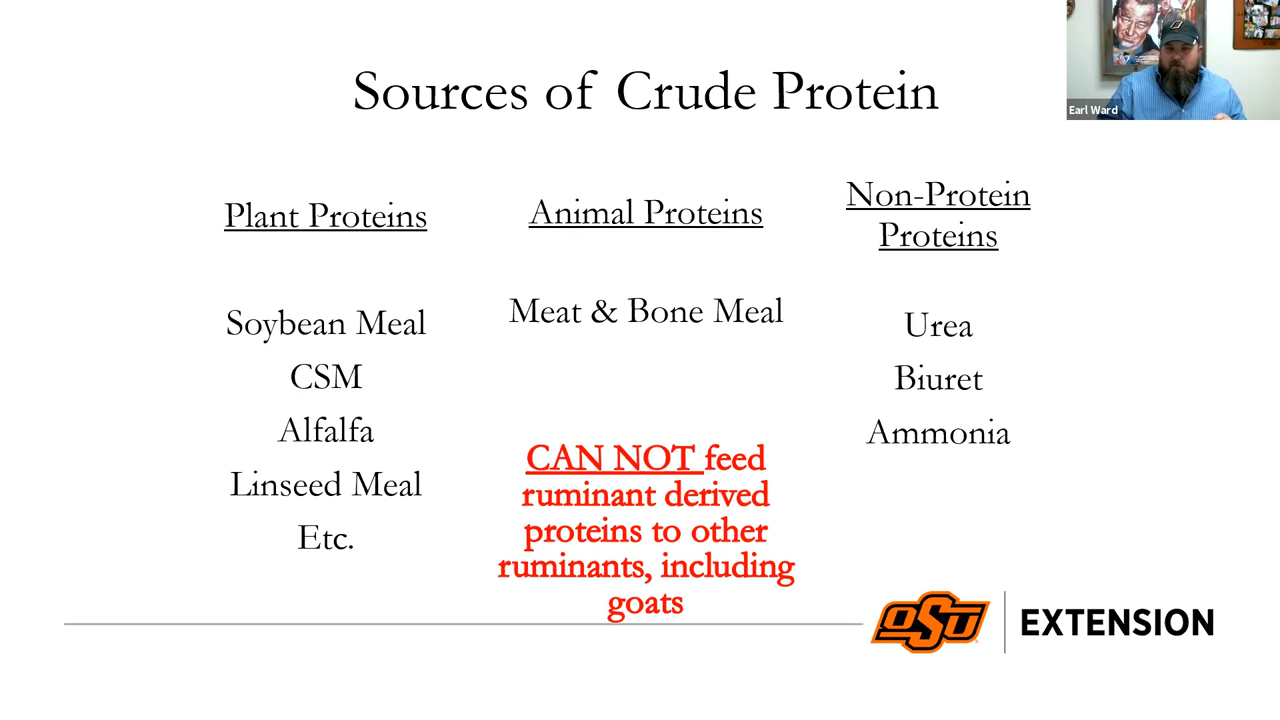 Sources of Crude Protein
Earl Ward
Plant Proteins
Soybean Meal
CSM
Alfalfa
Linseed Meal
Etc.
Animal Proteins
Meat & Bone Meal
CAN NOT feed
ruminant derived
proteins to other
ruminants, including
goats
Non-Protein
Proteins
Urea
Biuret
Ammonia
OSU
EXTENSION